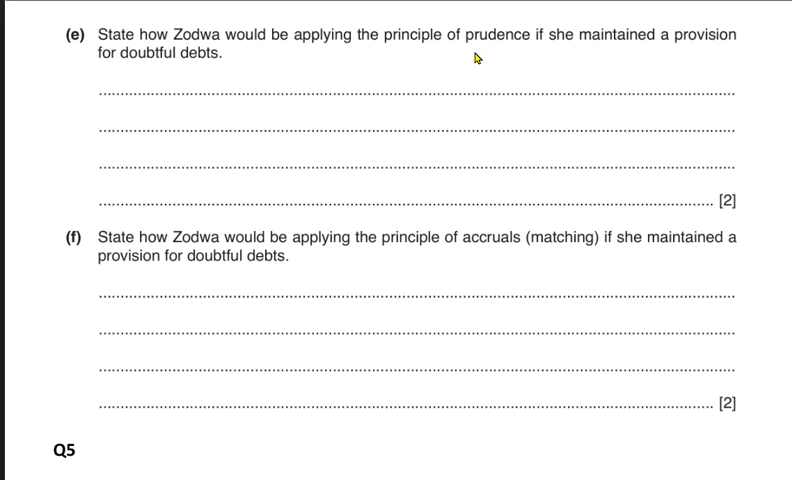 (e) State how Zodwa would be applying the principle of prudence if she maintained a provision
for doubtful debts.
..........................................................................................
..........................................................................................
..........................................................................................
.......................................................................................... [2]
(f) State how Zodwa would be applying the principle of accruals (matching) if she maintained a
provision for doubtful debts.
..........................................................................................
..........................................................................................
..........................................................................................
.......................................................................................... [2]
Q5